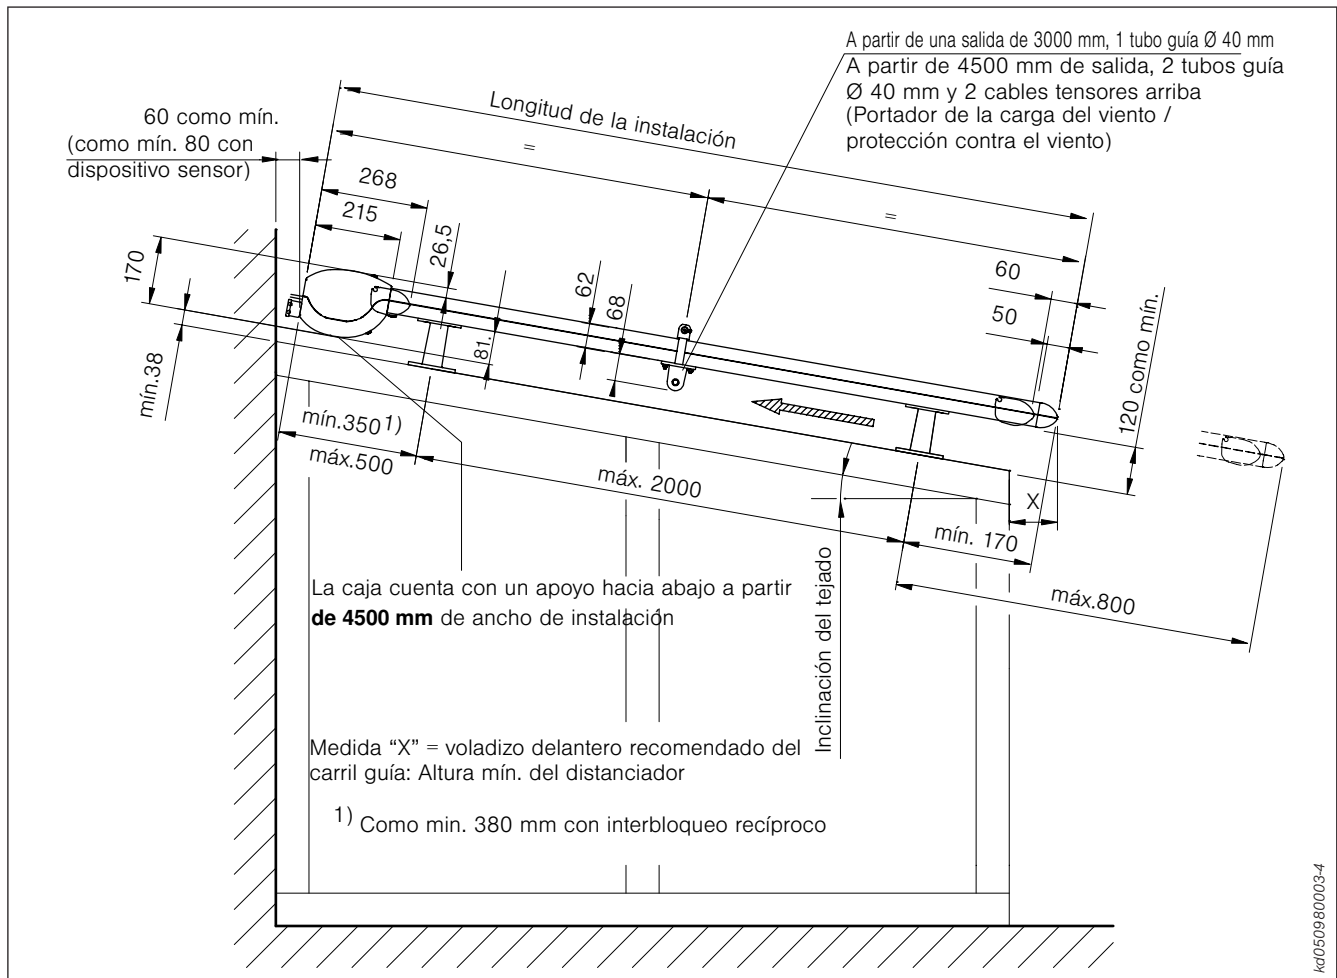 A partir de una salida de 3000 mm, 1 tubo guía Ø 40 mm
A partir de 4500 mm de salida, 2 tubos guía
Ø 40 mm y 2 cables tensores arriba
(Portador de la carga del viento /
protección contra el viento)
60 como mín.
(como mín. 80 con
dispositivo sensor)
Longitud de la instalación
=
=
268
215
26,5
170
mín.38
62
68
81.
60
50
120 como mín.
mín.350 1)
máx.500
máx. 2000
X
mín. 170
máx.800
Inclinación del tejado
La caja cuenta con un apoyo hacia abajo a partir
de 4500 mm de ancho de instalación
Medida “X” = voladizo delantero recomendado del
carril guía: Altura mín. del distanciador
1) Como min. 380 mm con interbloqueo recíproco
kd050980003-4